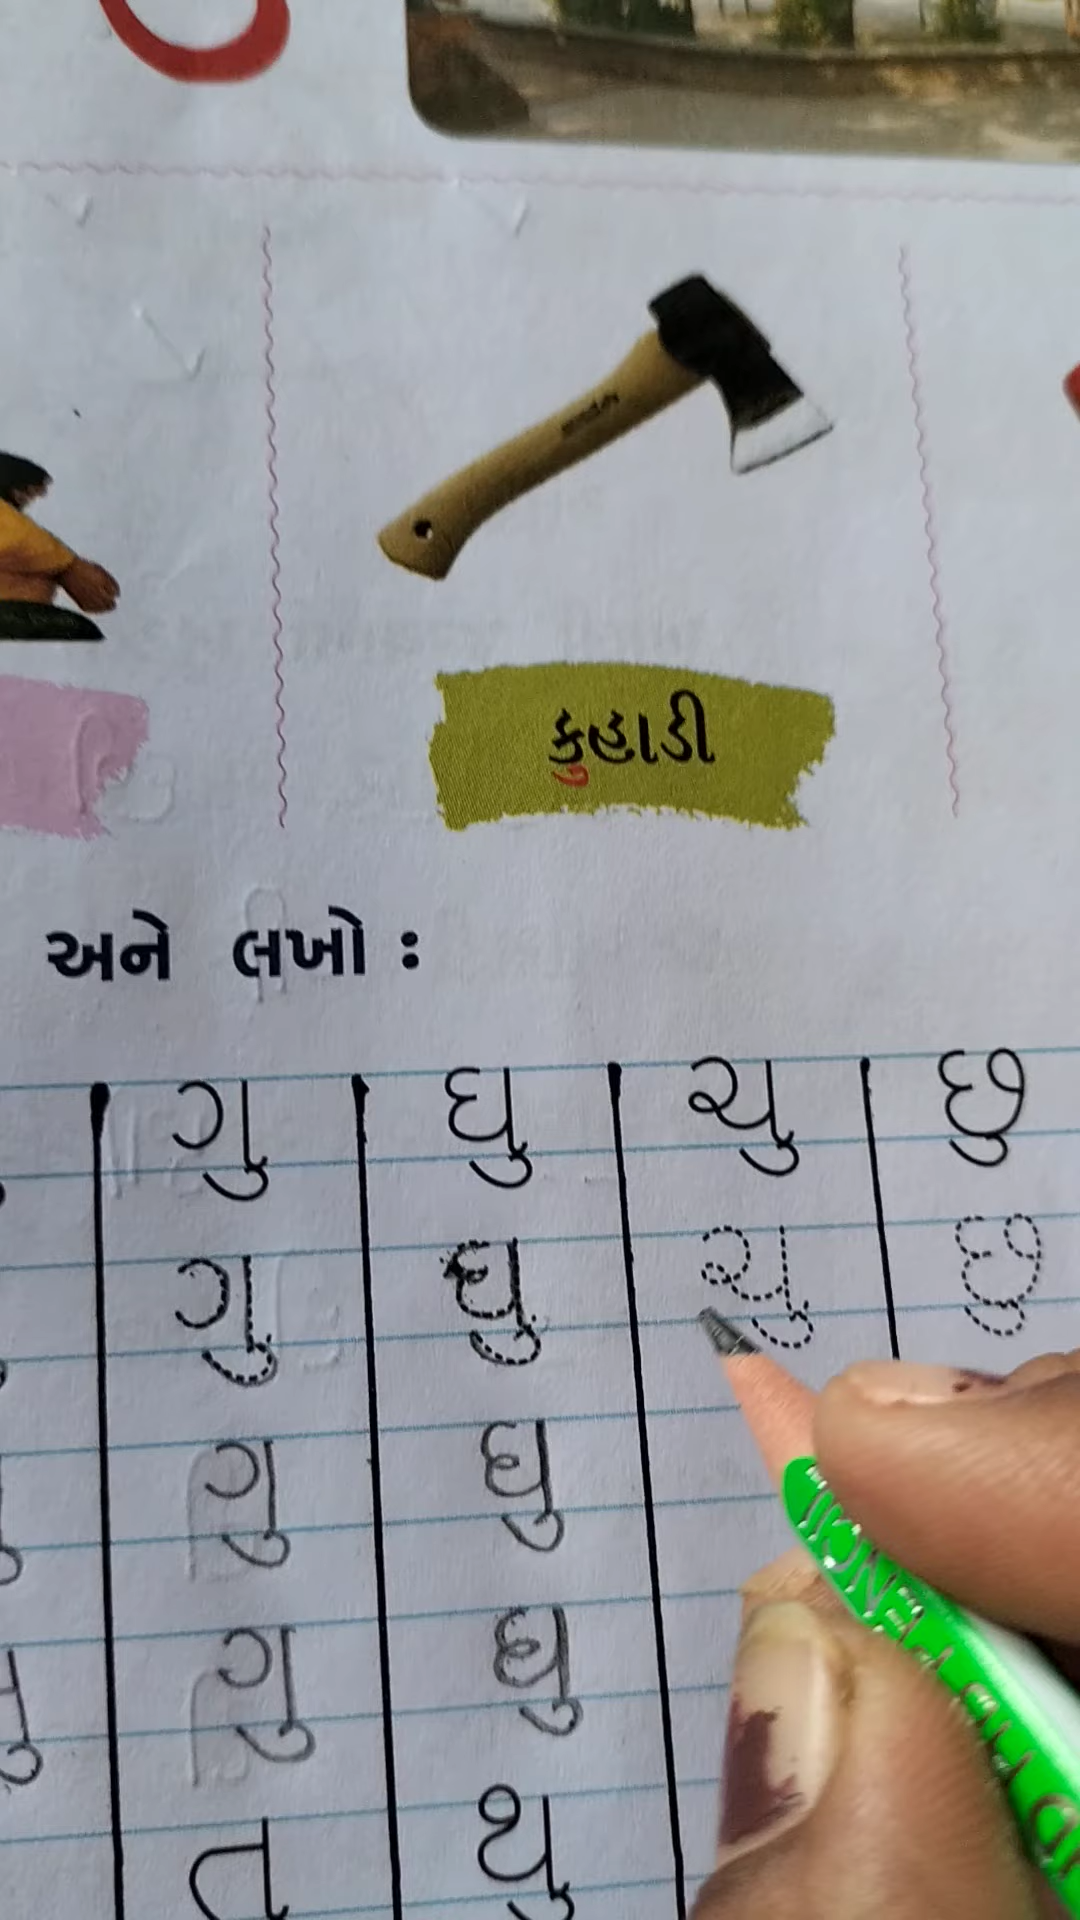 કુહાડી
અને લખો :
ગુ ઘુ ચુ છુ
ગુ ઘુ ચુ છુ
ગુ ઘુ
ગુ ઘુ
ત થુ